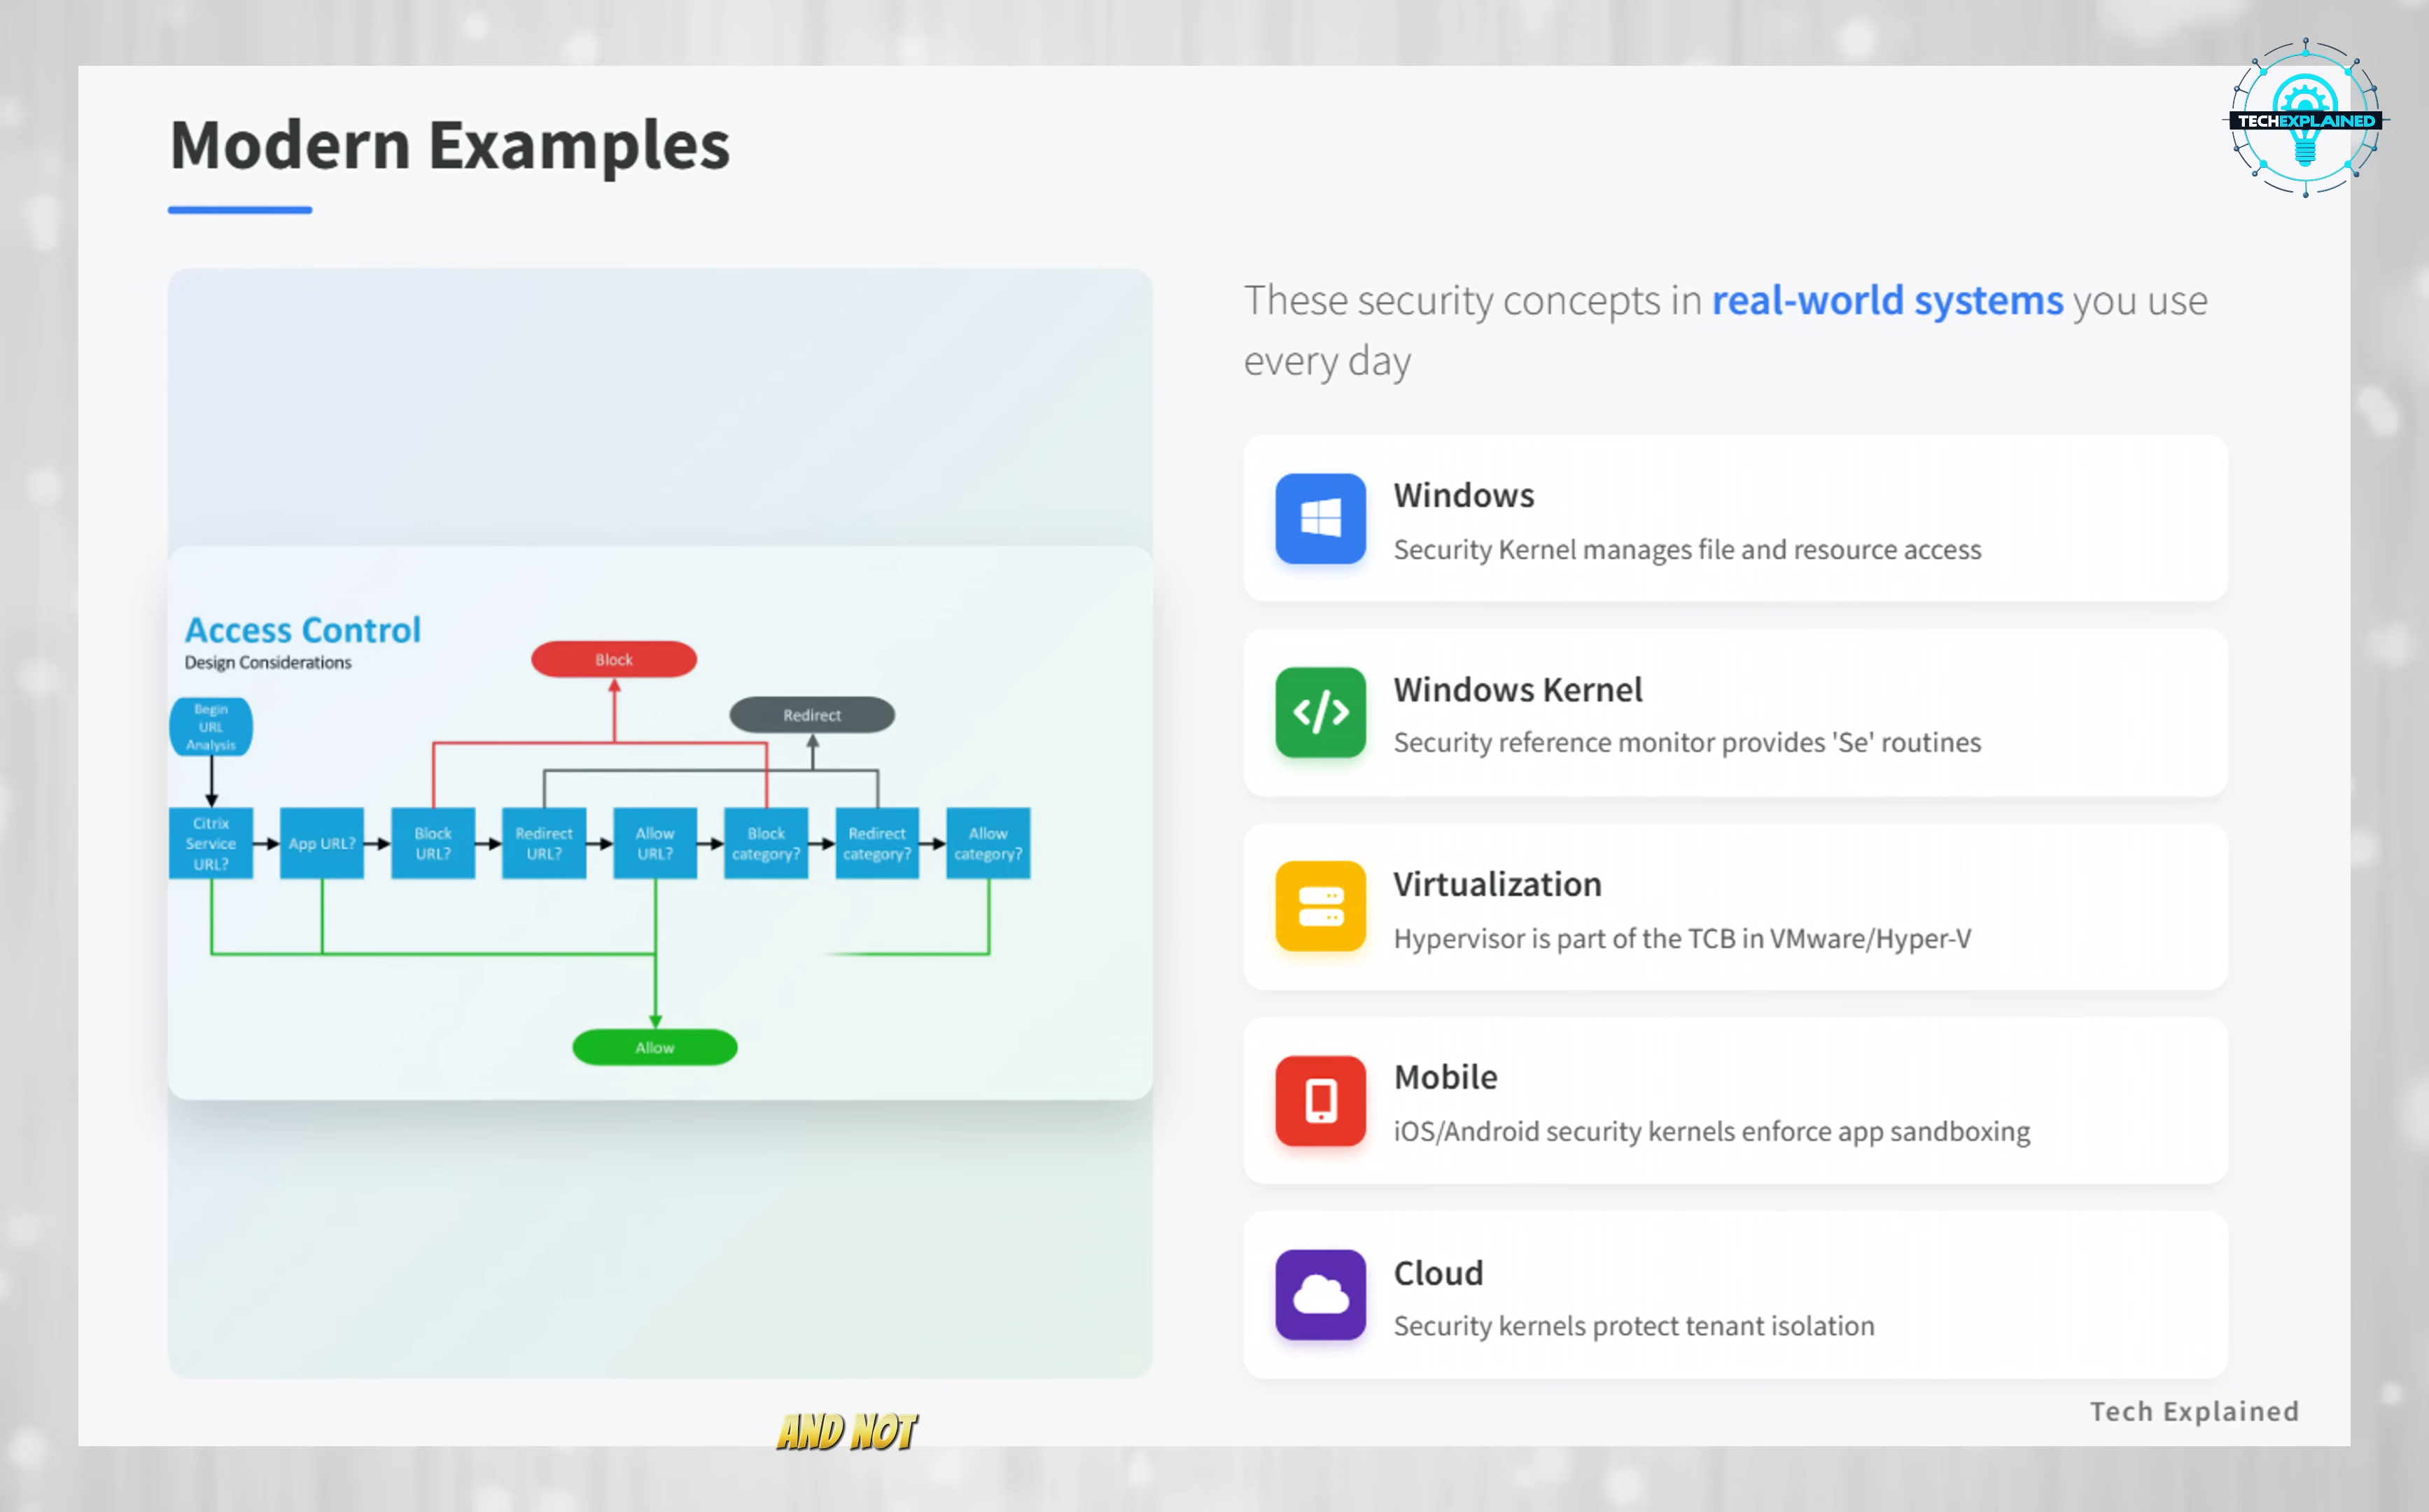 Modern Examples
TECHEXPLAINED
These security concepts in real-world systems you use
every day
Access Control
Design Considerations
Block
Redirect
Begin
URL
Analysis
Citrix
Service
URL?
App URL?
Block
URL?
Redirect
URL?
Allow
URL?
Block
category?
Redirect
category?
Allow
category?
Allow
Windows
Security Kernel manages file and resource access
Windows Kernel
Security reference monitor provides 'Se' routines
Virtualization
Hypervisor is part of the TCB in VMware/Hyper-V
Mobile
iOS/Android security kernels enforce app sandboxing
Cloud
Security kernels protect tenant isolation
Tech Explained
AND NOT